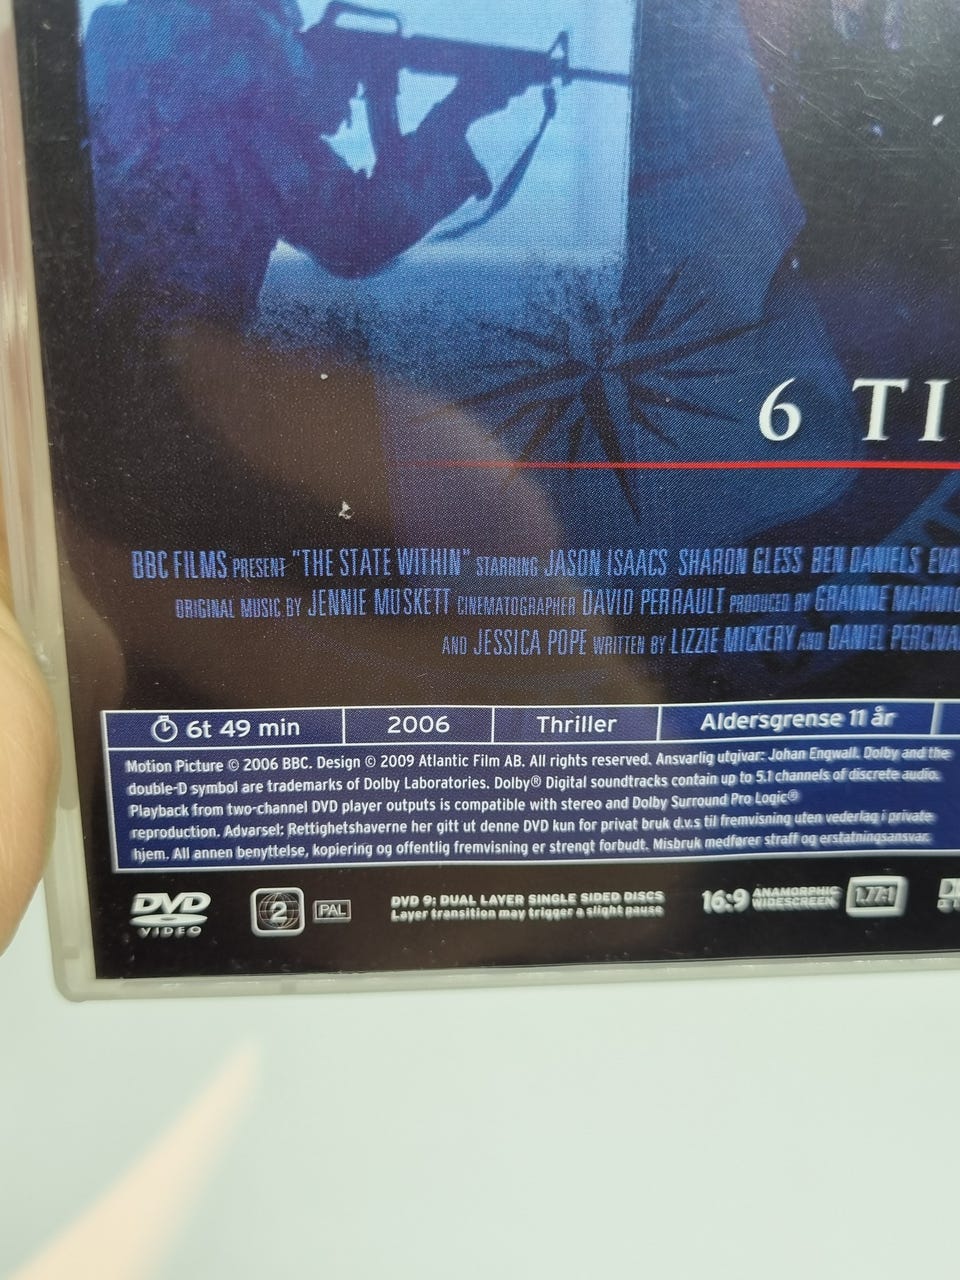 6 TI
BBC FILMS PRESENT "THE STATE WITHIN" STARRING JASON ISAACS SHARON GLESS BEN DANIELS EVA
ORIGINAL MUSIC BY JENNIE MUSKETT CINEMATOGRAPHER DAVID PERRAULT PRODUCED BY GRAINNE MARMI
AND JESSICA POPE WRITTEN BY LIZZIE MICKERY AND DANIEL PERCIVA
6t 49 min 2006 Thriller Aldersgrense 11 år
Motion Picture © 2006 BBC. Design © 2009 Atlantic Film AB. All rights reserved. Ansvarlig utgivar: Johan Engwall. Dolby and the
double-D symbol are trademarks of Dolby Laboratories. Dolby® Digital soundtracks contain up to 5.1 channels of discrete audio.
Playback from two-channel DVD player outputs is compatible with stereo and Dolby Surround Pro Logic®
reproduction. Advarsel: Rettighetshaverne her gitt ut denne DVD kun for privat bruk d.v.s til fremvisning uten vederlag i private
hjem. All annen benyttelse, kopiering og offentlig fremvisning er strengt forbudt. Misbruk medfører straff og erstatningsansvar.
DVD VIDEO 2 PAL DVD 9: DUAL LAYER SINGLE SIDED DISCS 16:9 ANAMORPHIC WIDESCREEN 1.77:1
Layer transition may trigger a slight pause